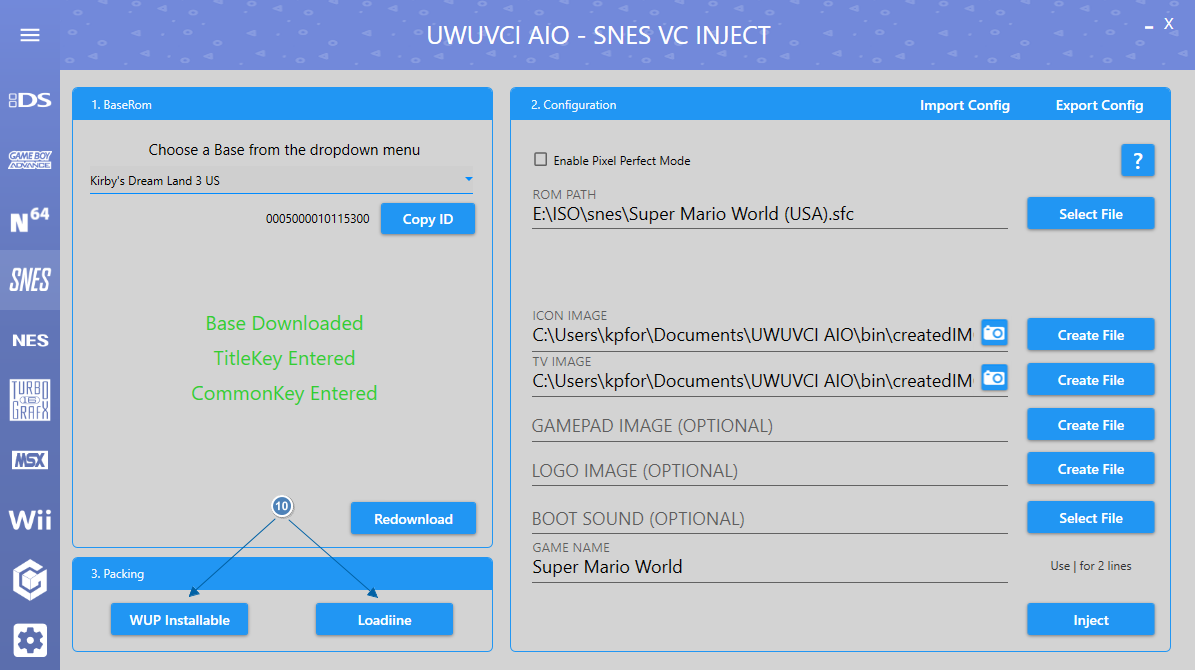 UWUVCI AIO - SNES VC INJECT
– X
DS
GAME BOY
ADVANCE
N64
SNES
NES
TURBO
16
GRAFX
MSX
Wii
1. BaseRom
Choose a Base from the dropdown menu
Kirby's Dream Land 3 US
0005000010115300
Copy ID
Base Downloaded
TitleKey Entered
CommonKey Entered
10
Redownload
3. Packing
WUP Installable
Loadiine
2. Configuration
Import Config
Export Config
Enable Pixel Perfect Mode
?
ROM PATH
E:\ISO\snes\Super Mario World (USA).sfc
Select File
ICON IMAGE
C:\Users\kpfor\Documents\UWUVCI AIO\bin\createdIM
Create File
TV IMAGE
C:\Users\kpfor\Documents\UWUVCI AIO\bin\createdIM
Create File
GAMEPAD IMAGE (OPTIONAL)
Create File
LOGO IMAGE (OPTIONAL)
Create File
BOOT SOUND (OPTIONAL)
Select File
GAME NAME
Super Mario World
Use | for 2 lines
Inject